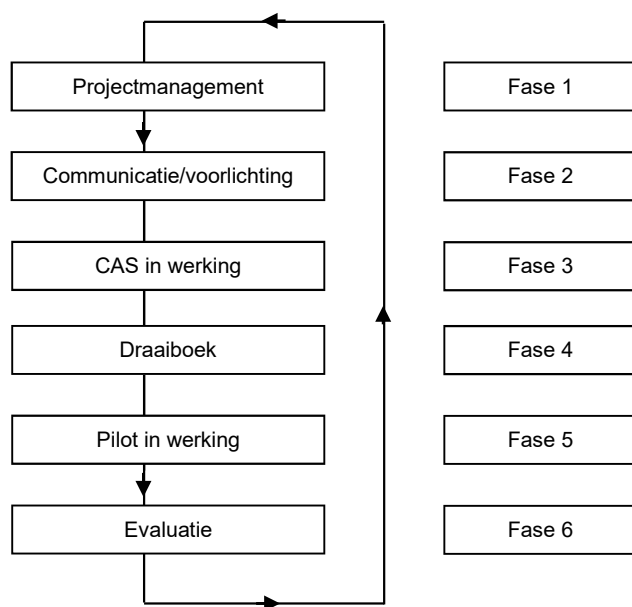 Projectmanagement
Fase 1
Communicatie/voorlichting
Fase 2
CAS in werking
Fase 3
Draaiboek
Fase 4
Pilot in werking
Fase 5
Evaluatie
Fase 6